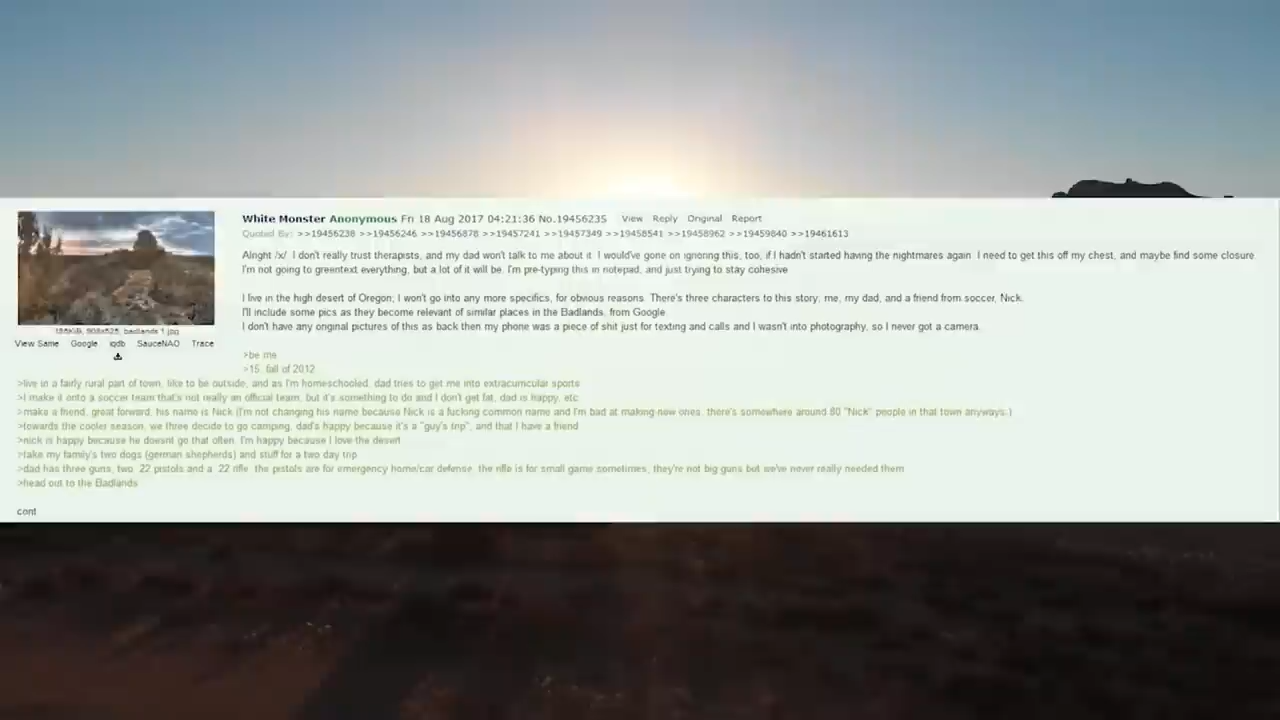 White Monster Anonymous Fri 18 Aug 2017 04:21:36 No.19456235 View Reply Original Report
Quoted By: >>19456238 >>19456246 >>19456878 >>19457241 >>19457349 >>19458541 >>19458962 >>19459840 >>19461613
Alright /x/ I don't really trust therapists, and my dad won't talk to me about it. I would've gone on ignoring this, too, if I hadn't started having the nightmares again. I need to get this off my chest, and maybe find some closure.
I'm not going to greentext everything, but a lot of it will be. I'm pre-typing this in notepad, and just trying to stay cohesive
I live in the high desert of Oregon; I won't go into any more specifics, for obvious reasons. There's three characters to this story; me, my dad, and a friend from soccer, Nick.
I'll include some pics as they become relevant of similar places in the Badlands, from Google.
I don't have any original pictures of this as back then my phone was a piece of shit just for texting and calls and I wasn't into photography, so I never got a camera.
186KiB, 908x525, badlands 1.jpg
View Same Google iqdb SauceNAO Trace
>be me
>15, fall of 2012
>live in a fairly rural part of town, like to be outside, and as I'm homeschooled, dad tries to get me into extracurricular sports
>I make it onto a soccer team that's not really an official team, but it's something to do and I don't get fat, dad is happy, etc
>make a friend, great forward, his name is Nick (I'm not changing his name because Nick is a fucking common name and I'm bad at making new ones, there's somewhere around 80 "Nick" people in that town anyways.)
>towards the cooler season, we three decide to go camping, dad's happy because it's a "guy's trip", and that I have a friend
>nick is happy because he doesnt go that often, I'm happy because I love the desert
>take my family's two dogs (german shepherds) and stuff for a two day trip
>dad has three guns, two .22 pistols and a .22 rifle, the pistols are for emergency home/car defense, the rifle is for small game sometimes, they're not big guns but we've never really needed them
>head out to the Badlands
cont